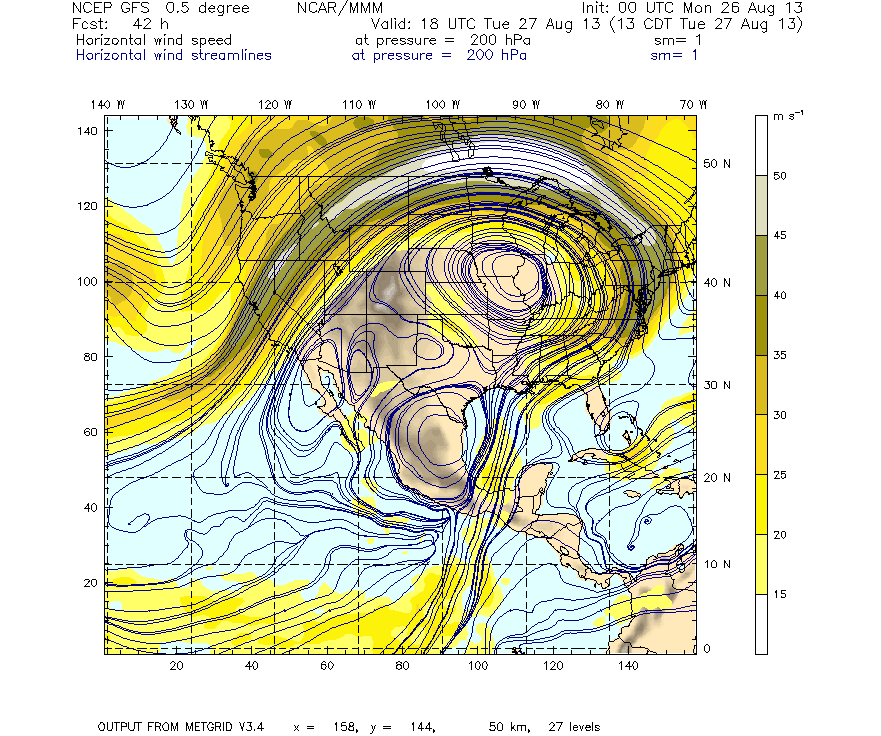 NCEP GFS 0.5 degree NCAR/MMM Init: 00 UTC Mon 26 Aug 13
Fcst: 42 h Valid: 18 UTC Tue 27 Aug 13 (13 CDT Tue 27 Aug 13)
Horizontal wind speed at pressure = 200 hPa sm= 1
Horizontal wind streamlines at pressure = 200 hPa sm= 1
140 W 130 W 120 W 110 W 100 W 90 W 80 W 70 W
m s⁻¹
140
50 N
50
120
45
100
40 N
40
80
35
30 N
60
30
20 N
25
40
20
10 N
20
15
0
20 40 60 80 100 120 140
OUTPUT FROM METGRID V3.4 x = 158, y = 144, 50 km, 27 levels